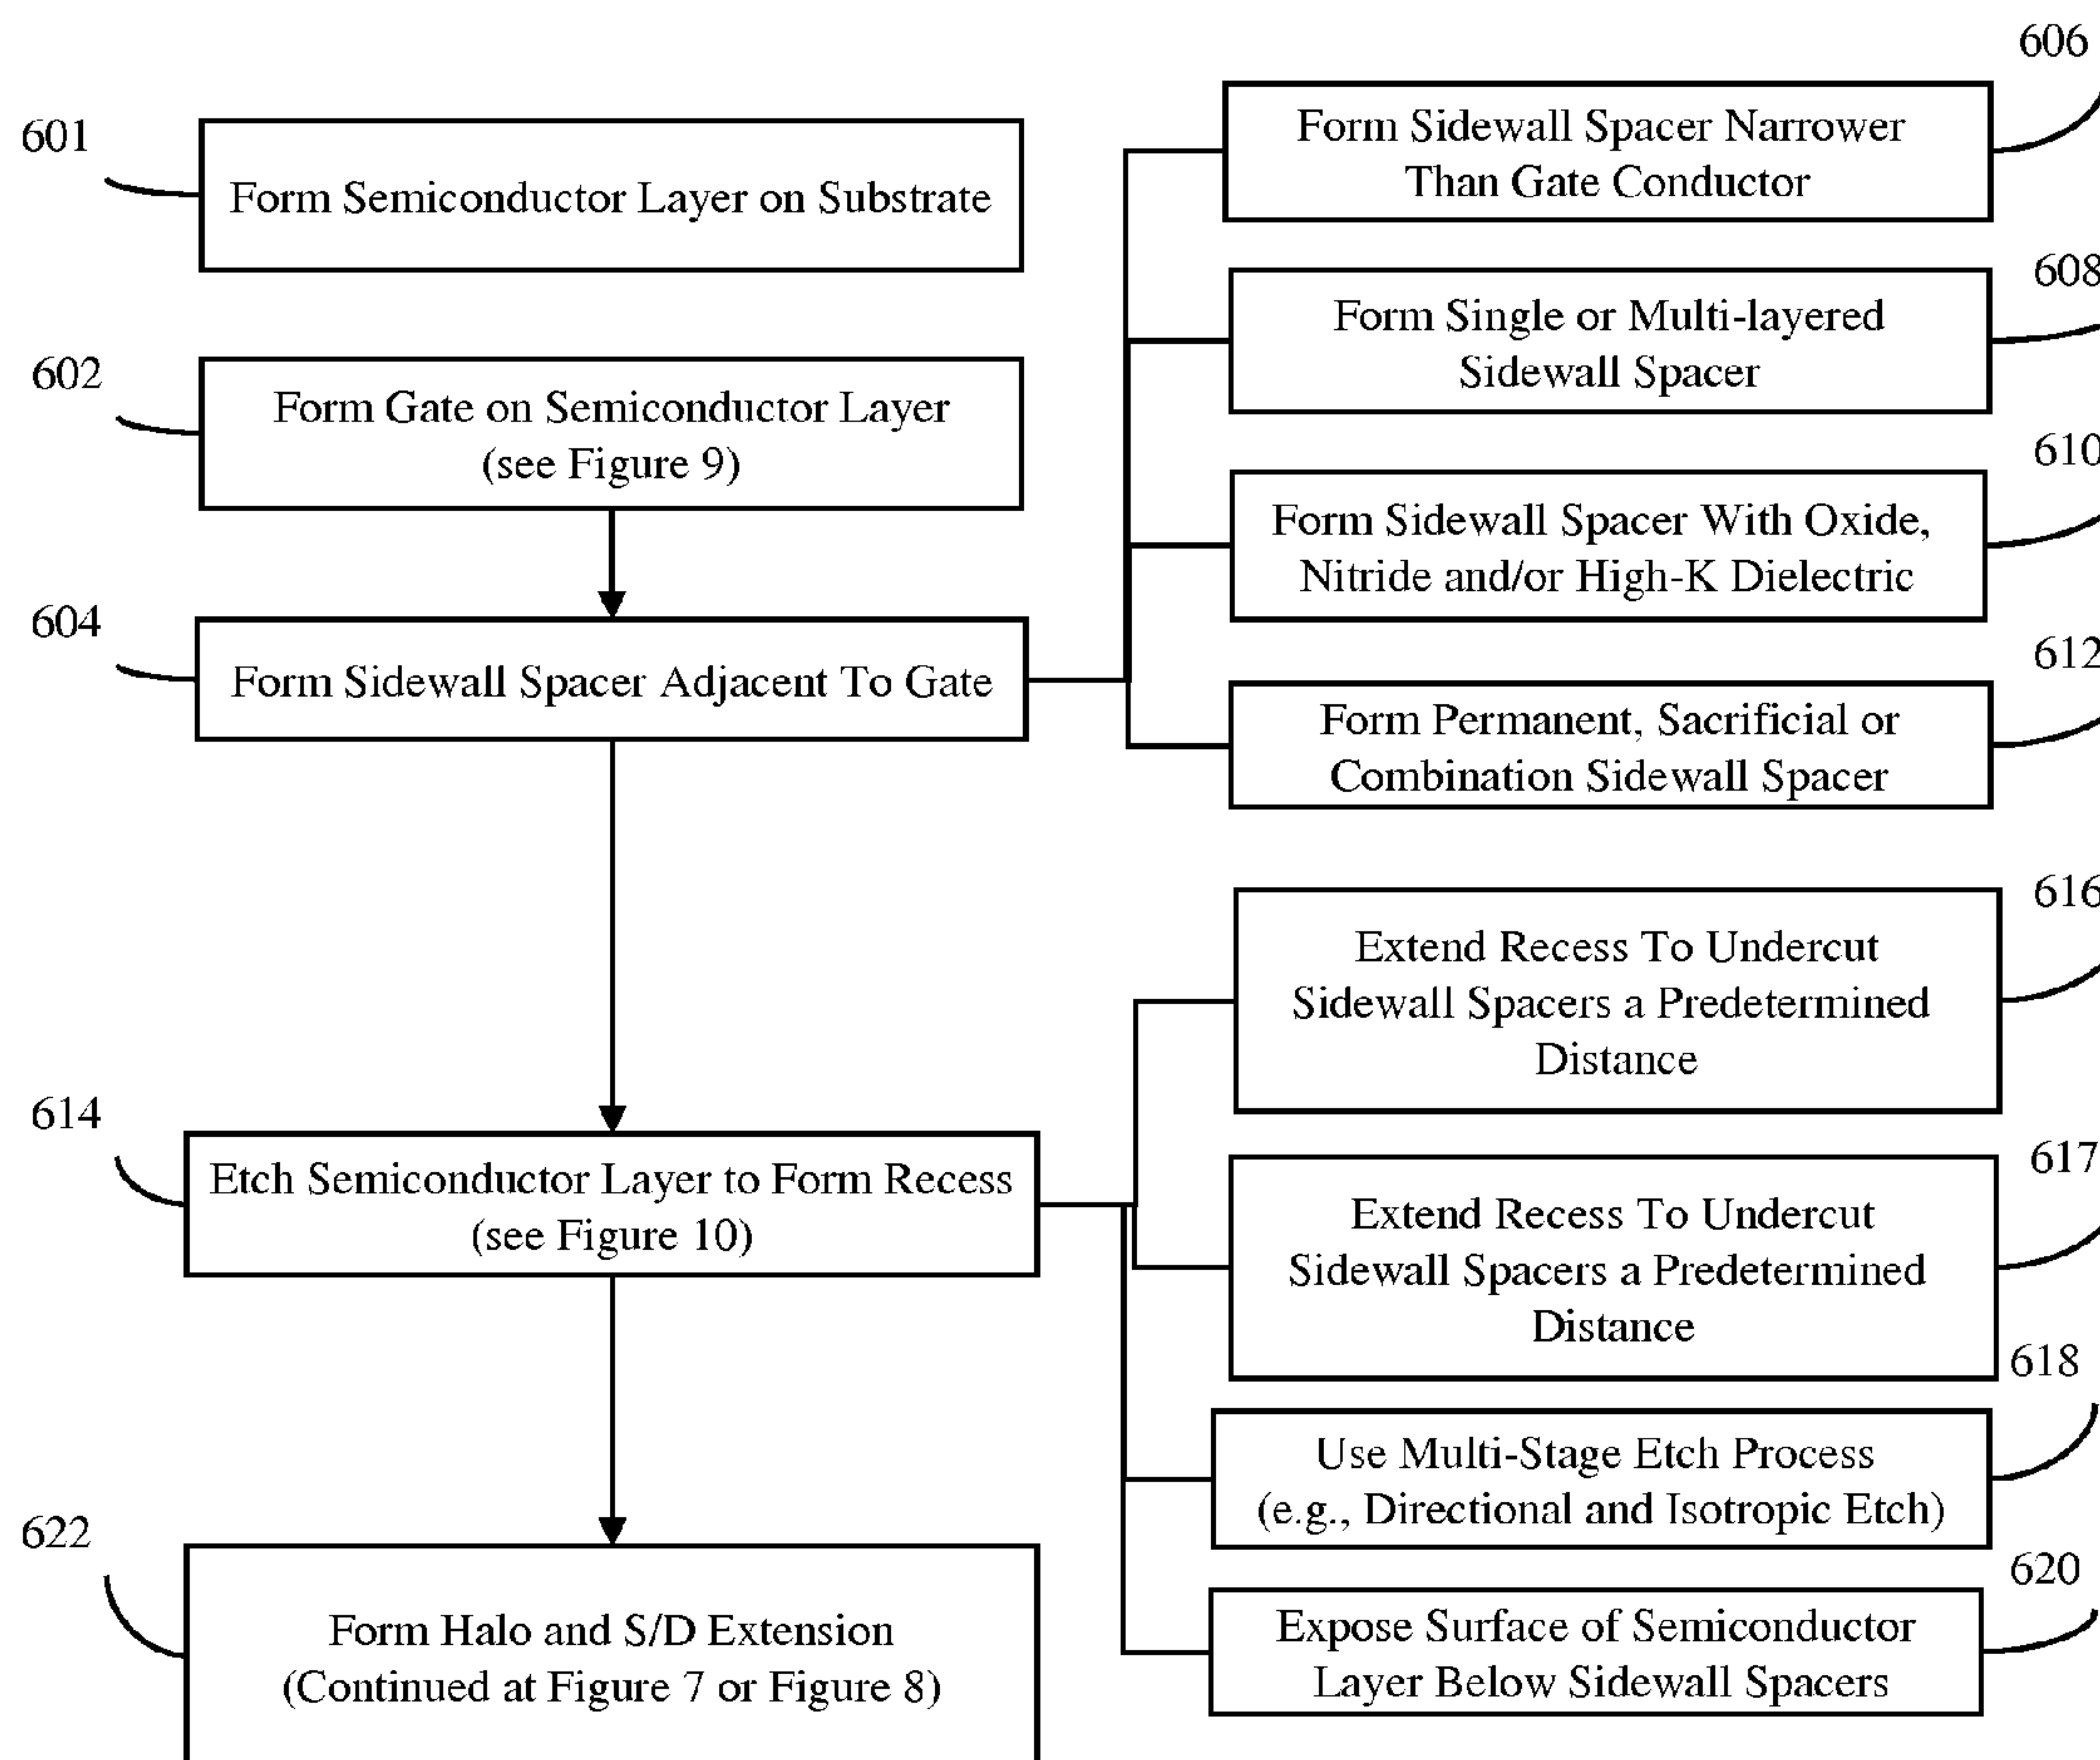 601
Form Semiconductor Layer on Substrate
602
Form Gate on Semiconductor Layer
(see Figure 9)
604
Form Sidewall Spacer Adjacent To Gate
606
Form Sidewall Spacer Narrower
Than Gate Conductor
608
Form Single or Multi-layered
Sidewall Spacer
610
Form Sidewall Spacer With Oxide,
Nitride and/or High-K Dielectric
612
Form Permanent, Sacrificial or
Combination Sidewall Spacer
614
Etch Semiconductor Layer to Form Recess
(see Figure 10)
616
Extend Recess To Undercut
Sidewall Spacers a Predetermined
Distance
617
Extend Recess To Undercut
Sidewall Spacers a Predetermined
Distance
618
Use Multi-Stage Etch Process
(e.g., Directional and Isotropic Etch)
620
Expose Surface of Semiconductor
Layer Below Sidewall Spacers
622
Form Halo and S/D Extension
(Continued at Figure 7 or Figure 8)